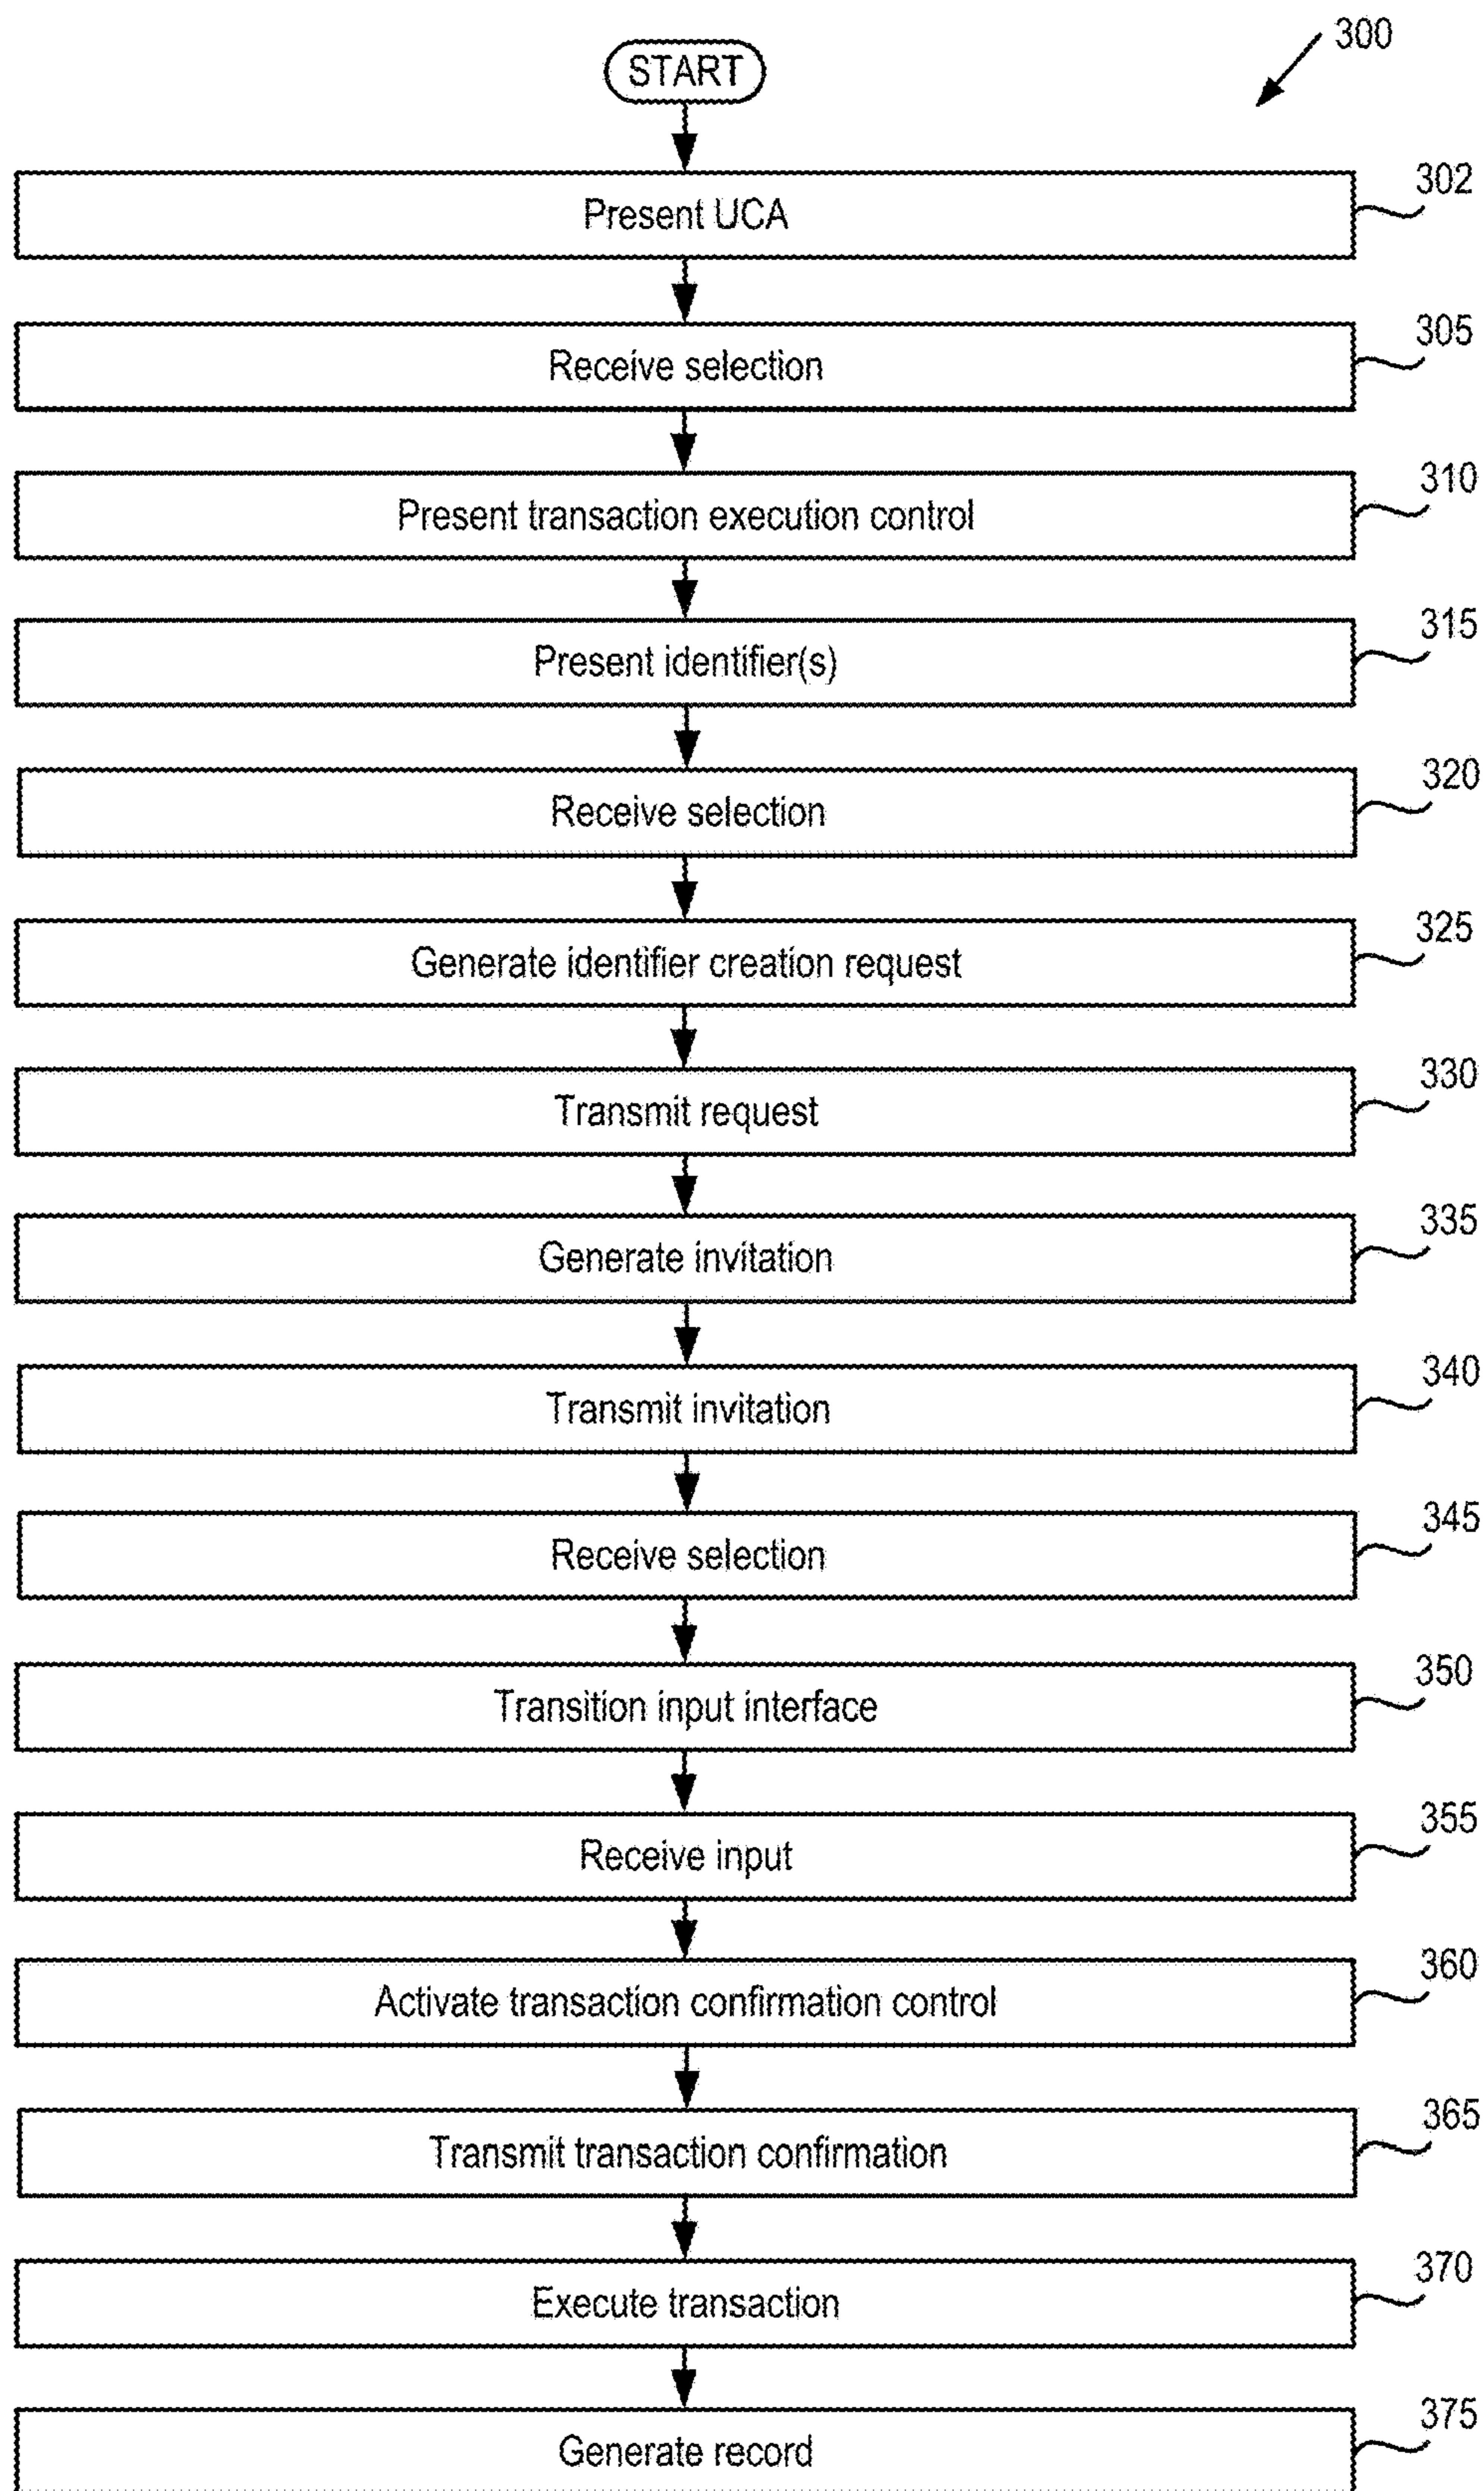 300
START
302
Present UCA
305
Receive selection
310
Present transaction execution control
315
Present identifier(s)
320
Receive selection
325
Generate identifier creation request
330
Transmit request
335
Generate invitation
340
Transmit invitation
345
Receive selection
350
Transition input interface
355
Receive input
360
Activate transaction confirmation control
365
Transmit transaction confirmation
370
Execute transaction
375
Generate record